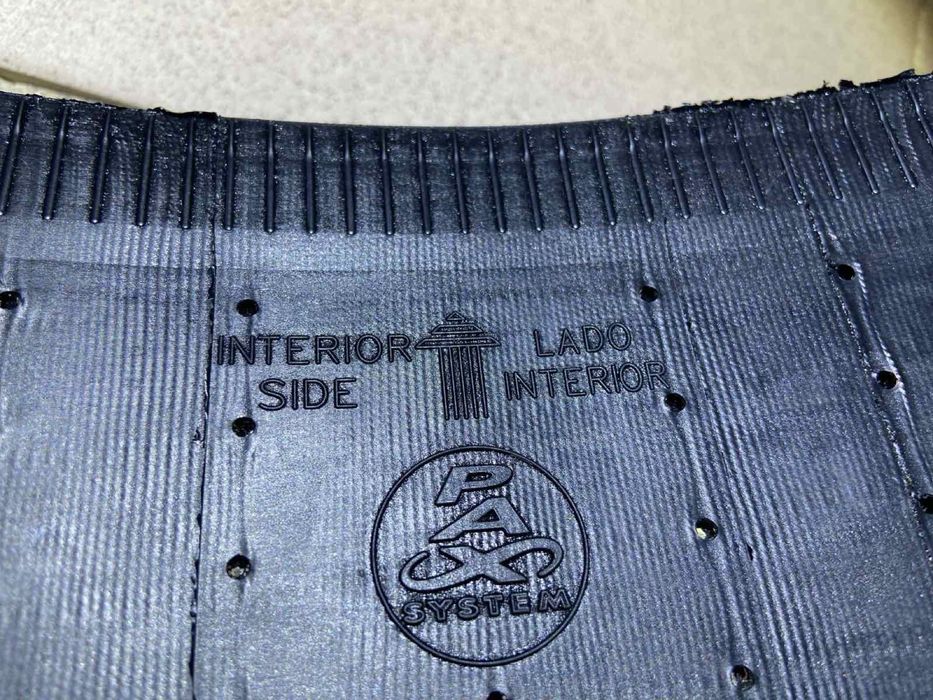 INTERIOR
SIDE
LADO
INTERIOR
PAX
SYSTEM